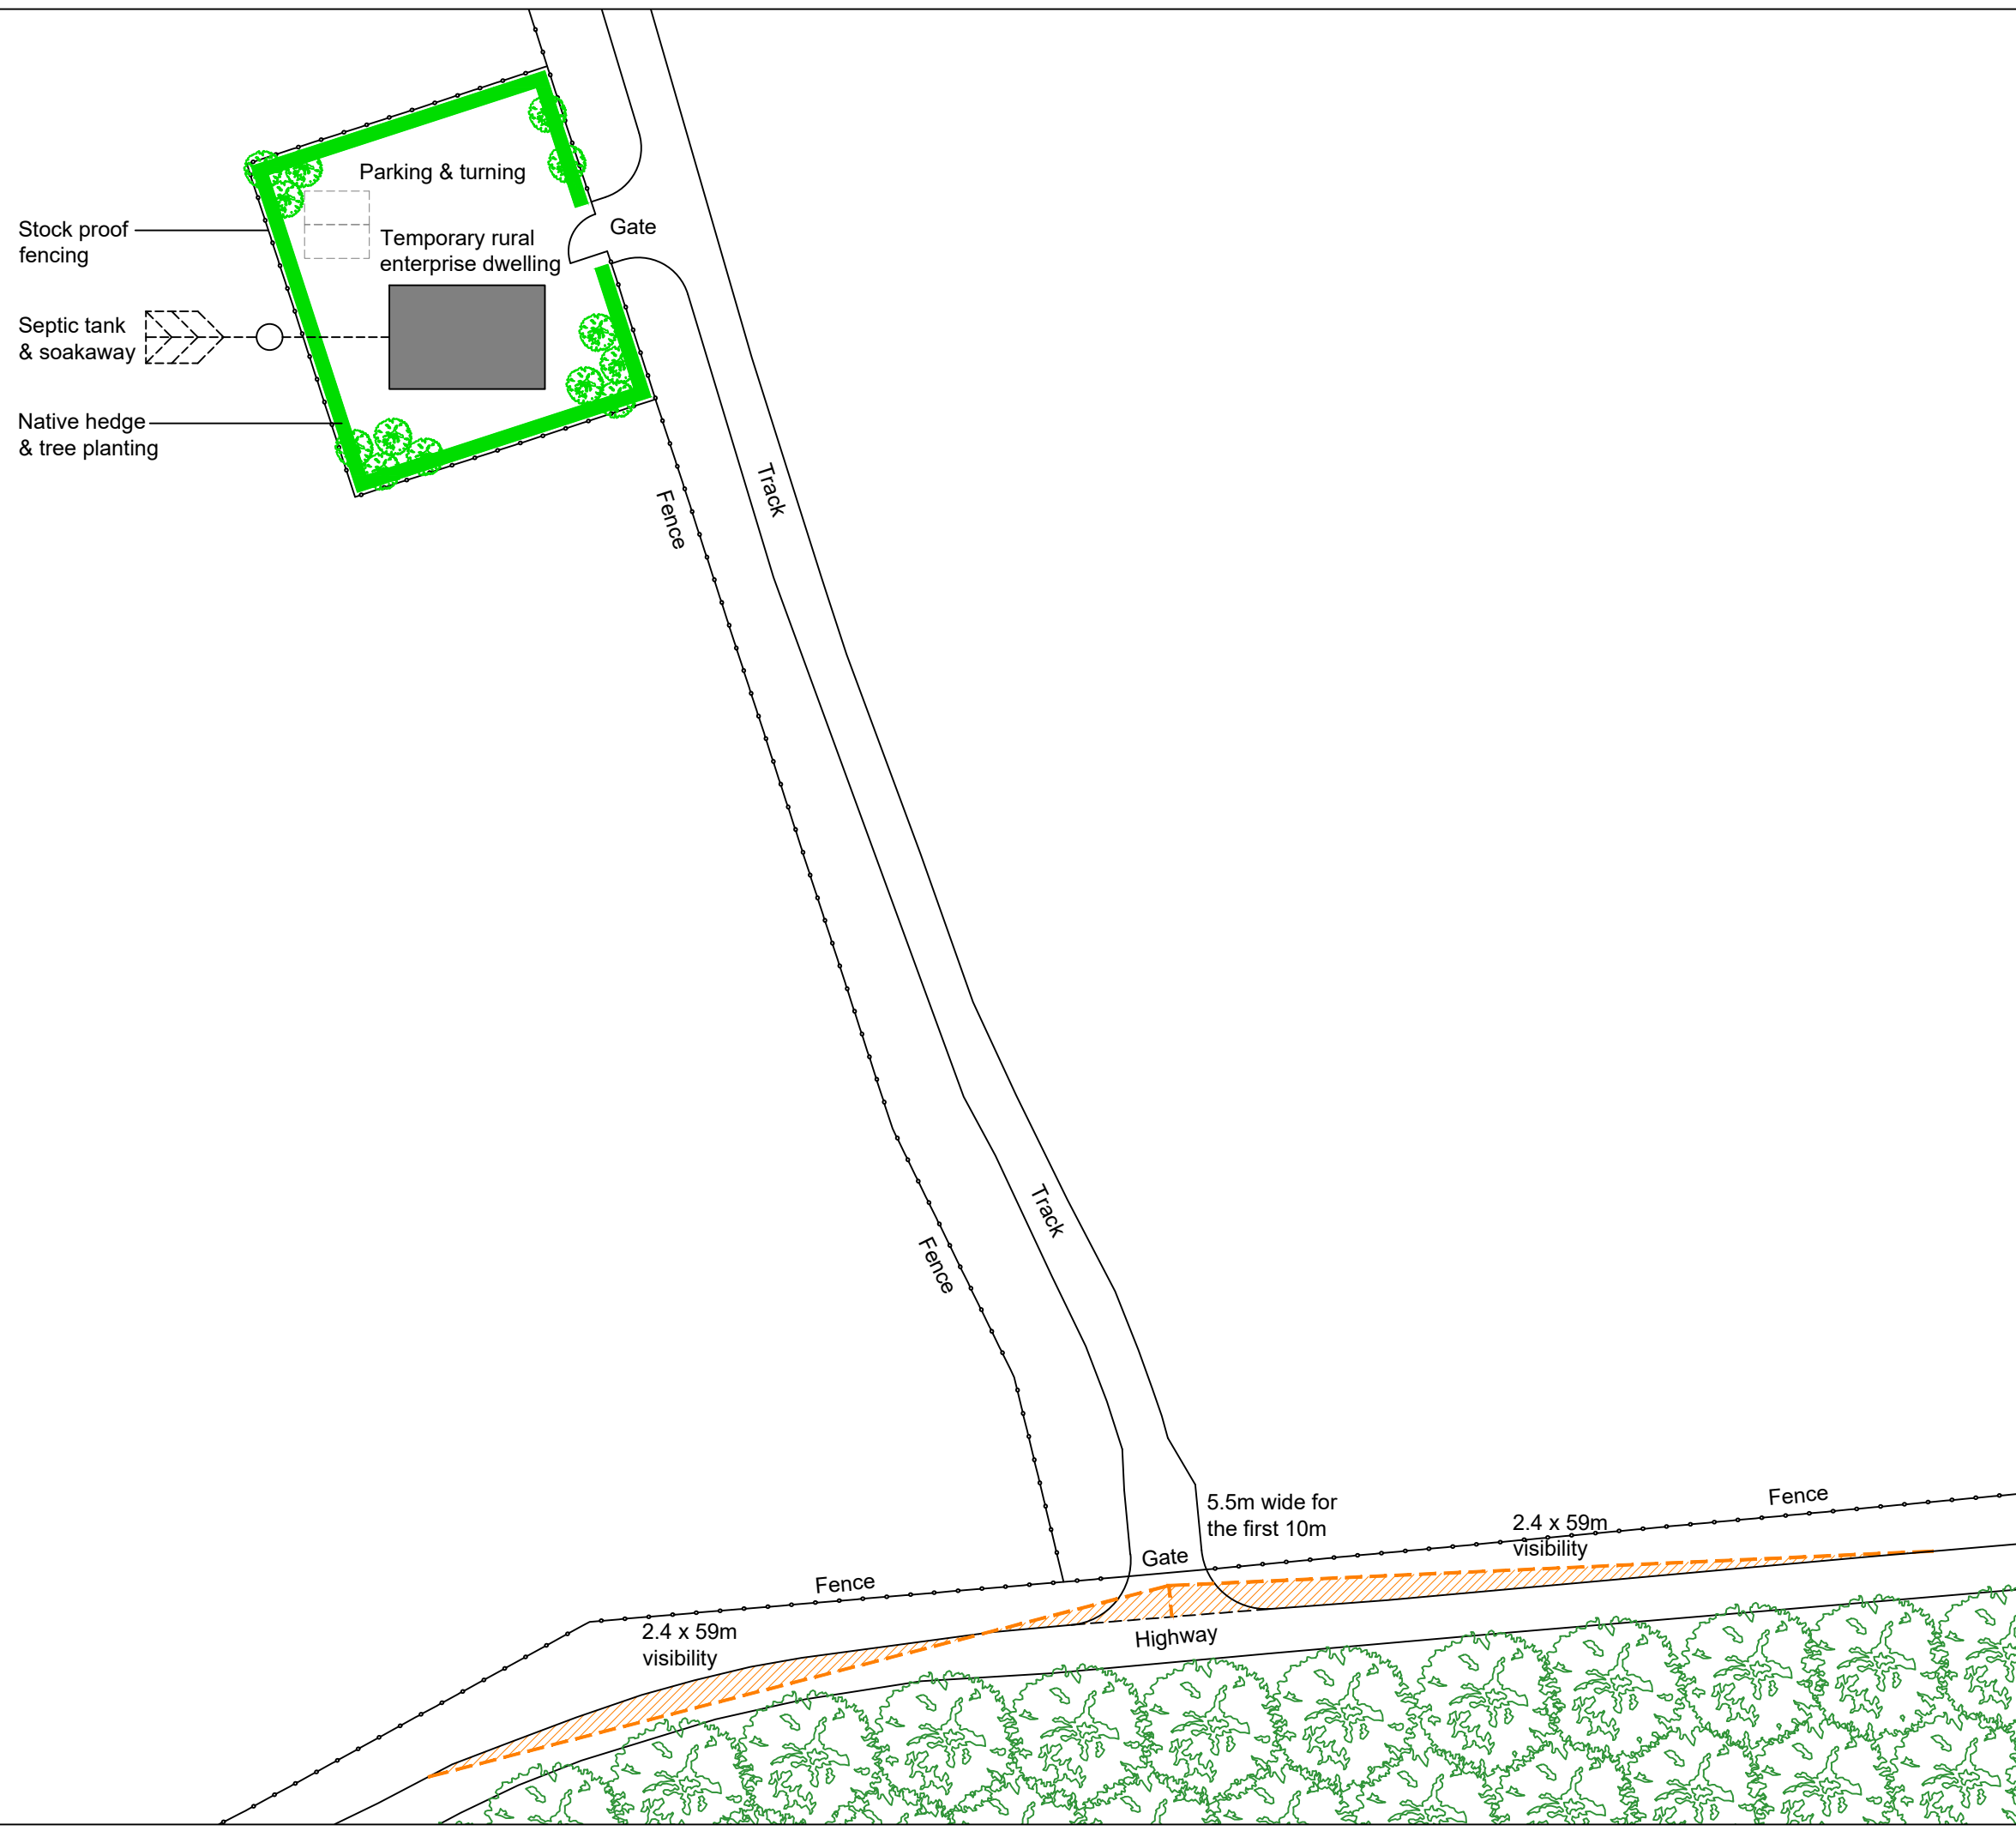 Parking & turning
Gate
Stock proof
fencing
Temporary rural
enterprise dwelling
Septic tank
& soakaway
Native hedge
& tree planting
Track
Fence
Track
Fence
5.5m wide for
the first 10m
Fence
2.4 x 59m
visibility
Gate
Fence
2.4 x 59m
visibility
Highway